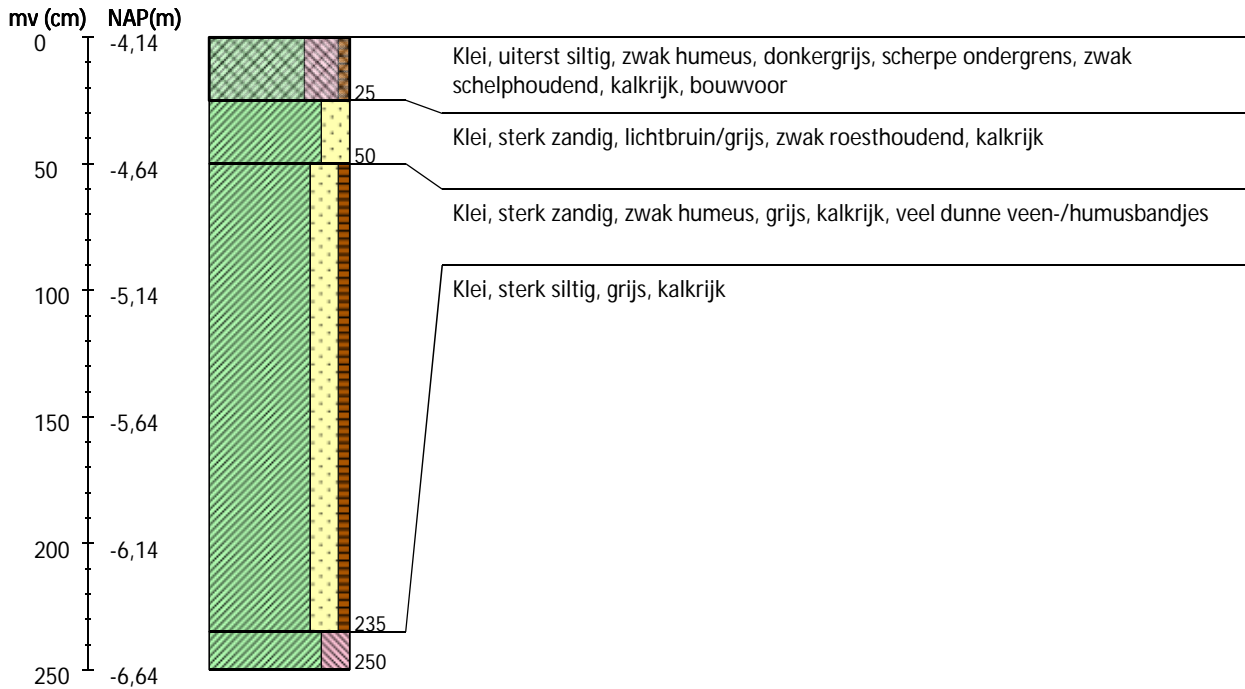 mv (cm) NAP(m)
0 -4,14
Klei, uiterst siltig, zwak humeus, donkergrijs, scherpe ondergrens, zwak
schelphoudend, kalkrijk, bouwvoor
25
Klei, sterk zandig, lichtbruin/grijs, zwak roesthoudend, kalkrijk
50
50 -4,64
Klei, sterk zandig, zwak humeus, grijs, kalkrijk, veel dunne veen-/humusbandjes
100 -5,14
Klei, sterk siltig, grijs, kalkrijk
150 -5,64
200 -6,14
235
250
250 -6,64